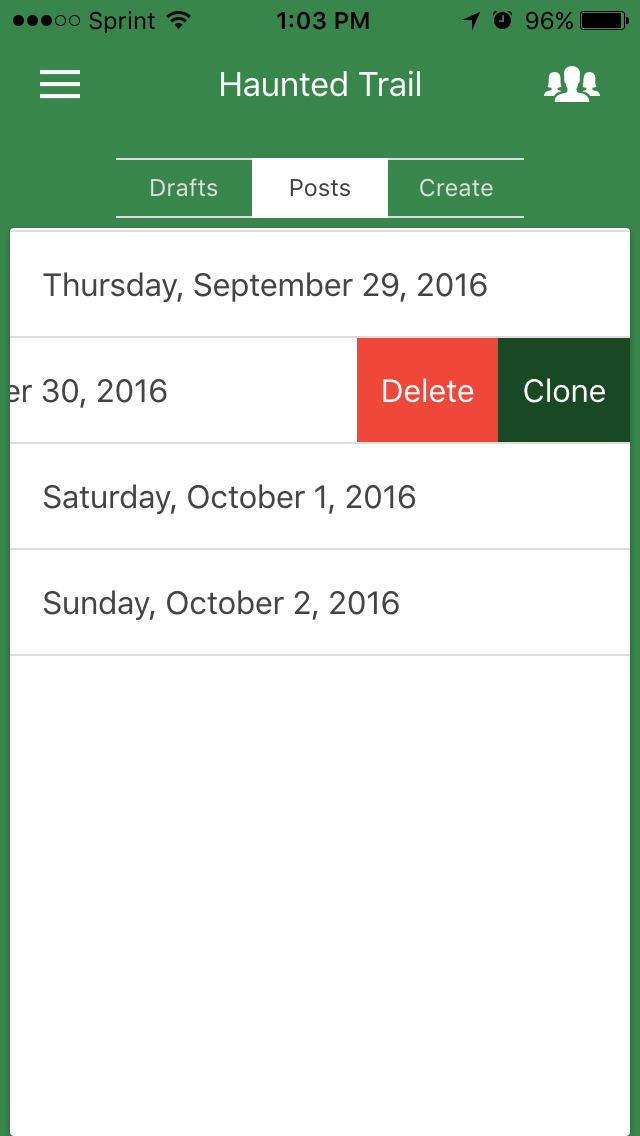 Sprint 1:03 PM 96%
Haunted Trail
Drafts Posts Create
Thursday, September 29, 2016
er 30, 2016 Delete Clone
Saturday, October 1, 2016
Sunday, October 2, 2016